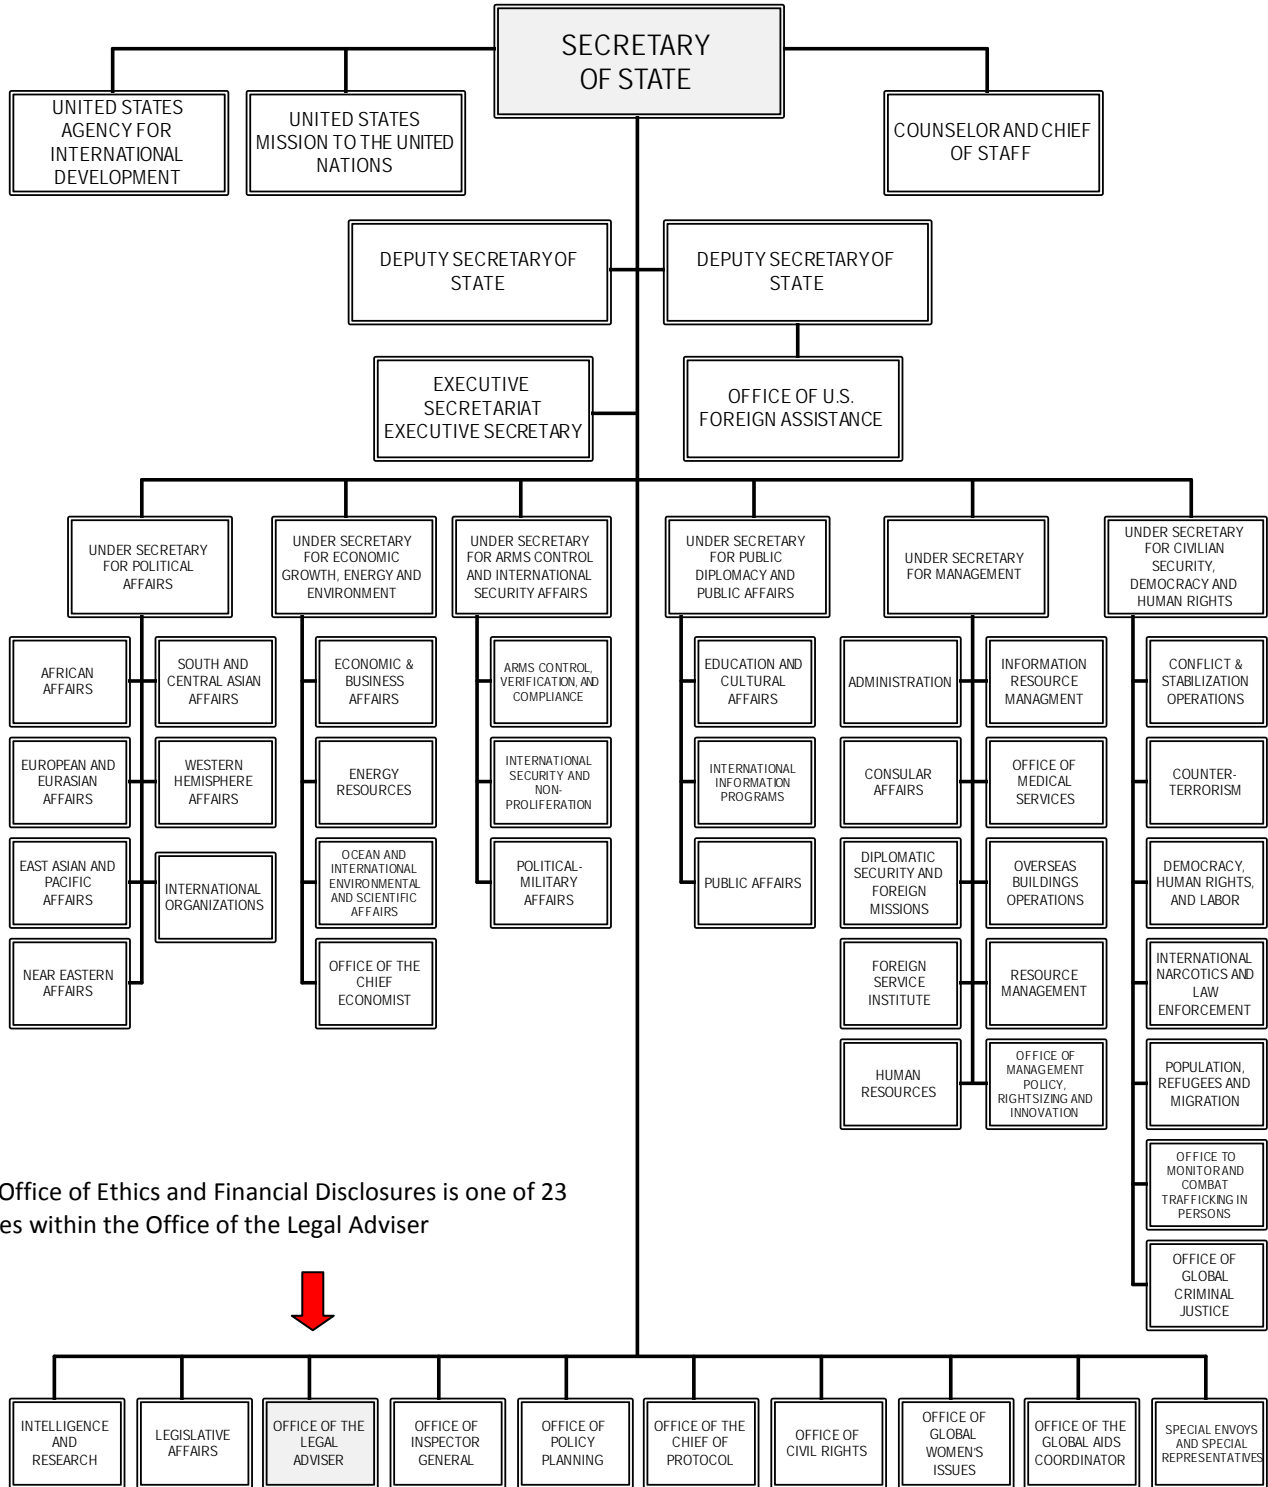 SECRETARY
OF STATE
UNITED STATES
AGENCY FOR
INTERNATIONAL
DEVELOPMENT
UNITED STATES
MISSION TO THE UNITED
NATIONS
COUNSELOR AND CHIEF
OF STAFF
DEPUTY SECRETARY OF
STATE
DEPUTY SECRETARY OF
STATE
EXECUTIVE
SECRETARIAT
EXECUTIVE SECRETARY
OFFICE OF U.S.
FOREIGN ASSISTANCE
UNDER SECRETARY
FOR POLITICAL
AFFAIRS
UNDER SECRETARY
FOR ECONOMIC
GROWTH, ENERGY AND
ENVIRONMENT
UNDER SECRETARY
FOR ARMS CONTROL
AND INTERNATIONAL
SECURITY AFFAIRS
UNDER SECRETARY
FOR PUBLIC
DIPLOMACY AND
PUBLIC AFFAIRS
UNDER SECRETARY
FOR MANAGEMENT
UNDER SECRETARY
FOR CIVILIAN
SECURITY,
DEMOCRACY AND
HUMAN RIGHTS
AFRICAN
AFFAIRS
SOUTH AND
CENTRAL ASIAN
AFFAIRS
ECONOMIC &
BUSINESS
AFFAIRS
ARMS CONTROL,
VERIFICATION, AND
COMPLIANCE
EDUCATION AND
CULTURAL
AFFAIRS
ADMINISTRATION
INFORMATION
RESOURCE
MANAGMENT
CONFLICT &
STABILIZATION
OPERATIONS
EUROPEAN AND
EURASIAN
AFFAIRS
WESTERN
HEMISPHERE
AFFAIRS
ENERGY
RESOURCES
INTERNATIONAL
SECURITY AND
NON-
PROLIFERATION
INTERNATIONAL
INFORMATION
PROGRAMS
CONSULAR
AFFAIRS
OFFICE OF
MEDICAL
SERVICES
COUNTER-
TERRORISM
EAST ASIAN AND
PACIFIC
AFFAIRS
INTERNATIONAL
ORGANIZATIONS
OCEAN AND
INTERNATIONAL
ENVIRONMENTAL
AND SCIENTIFIC
AFFAIRS
POLITICAL-
MILITARY
AFFAIRS
PUBLIC AFFAIRS
DIPLOMATIC
SECURITY AND
FOREIGN
MISSIONS
OVERSEAS
BUILDINGS
OPERATIONS
DEMOCRACY,
HUMAN RIGHTS,
AND LABOR
NEAR EASTERN
AFFAIRS
OFFICE OF THE
CHIEF
ECONOMIST
FOREIGN
SERVICE
INSTITUTE
RESOURCE
MANAGEMENT
INTERNATIONAL
NARCOTICS AND
LAW
ENFORCEMENT
HUMAN
RESOURCES
OFFICE OF
MANAGEMENT
POLICY,
RIGHTSIZING AND
INNOVATION
POPULATION,
REFUGEES AND
MIGRATION
OFFICE TO
MONITOR AND
COMBAT
TRAFFICKING IN
PERSONS
OFFICE OF
GLOBAL
CRIMINAL
JUSTICE
Office of Ethics and Financial Disclosures is one of 23
es within the Office of the Legal Adviser
INTELLIGENCE
AND
RESEARCH
LEGISLATIVE
AFFAIRS
OFFICE OF THE
LEGAL
ADVISER
OFFICE OF
INSPECTOR
GENERAL
OFFICE OF
POLICY
PLANNING
OFFICE OF THE
CHIEF OF
PROTOCOL
OFFICE OF
CIVIL RIGHTS
OFFICE OF
GLOBAL
WOMEN'S
ISSUES
OFFICE OF THE
GLOBAL AIDS
COORDINATOR
SPECIAL ENVOYS
AND SPECIAL
REPRESENTATIVES